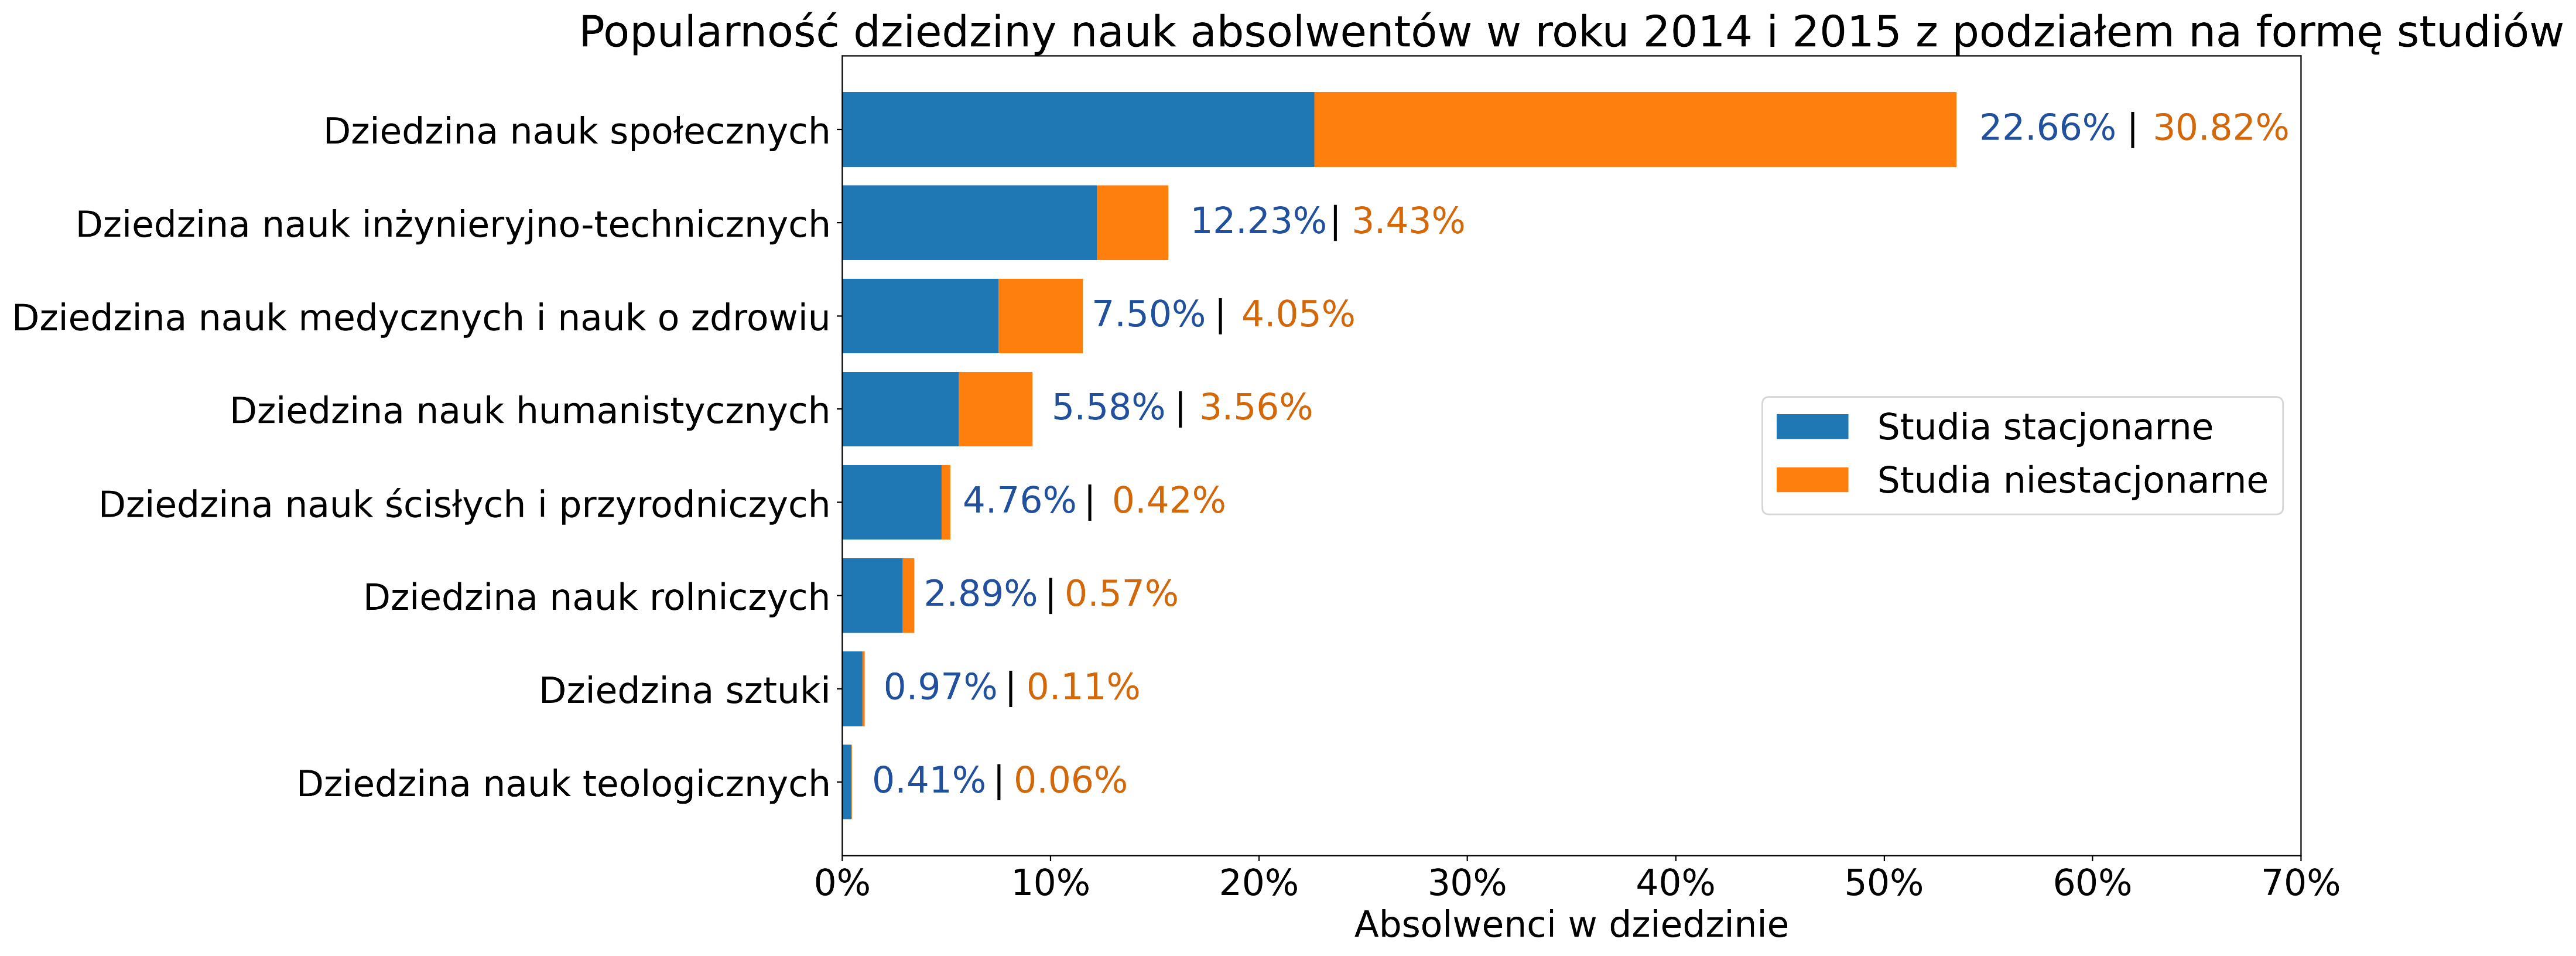 Popularność dziedziny nauk absolwentów w roku 2014 i 2015 z podziałem na formę studiów
Dziedzina nauk społecznych 22.66% | 30.82%
Dziedzina nauk inżynieryjno-technicznych 12.23% | 3.43%
Dziedzina nauk medycznych i nauk o zdrowiu 7.50% | 4.05%
Dziedzina nauk humanistycznych 5.58% | 3.56%
Studia stacjonarne
Studia niestacjonarne
Dziedzina nauk ścisłych i przyrodniczych 4.76% | 0.42%
Dziedzina nauk rolniczych 2.89% | 0.57%
Dziedzina sztuki 0.97% | 0.11%
Dziedzina nauk teologicznych 0.41% | 0.06%
0% 10% 20% 30% 40% 50% 60% 70%
Absolwenci w dziedzinie